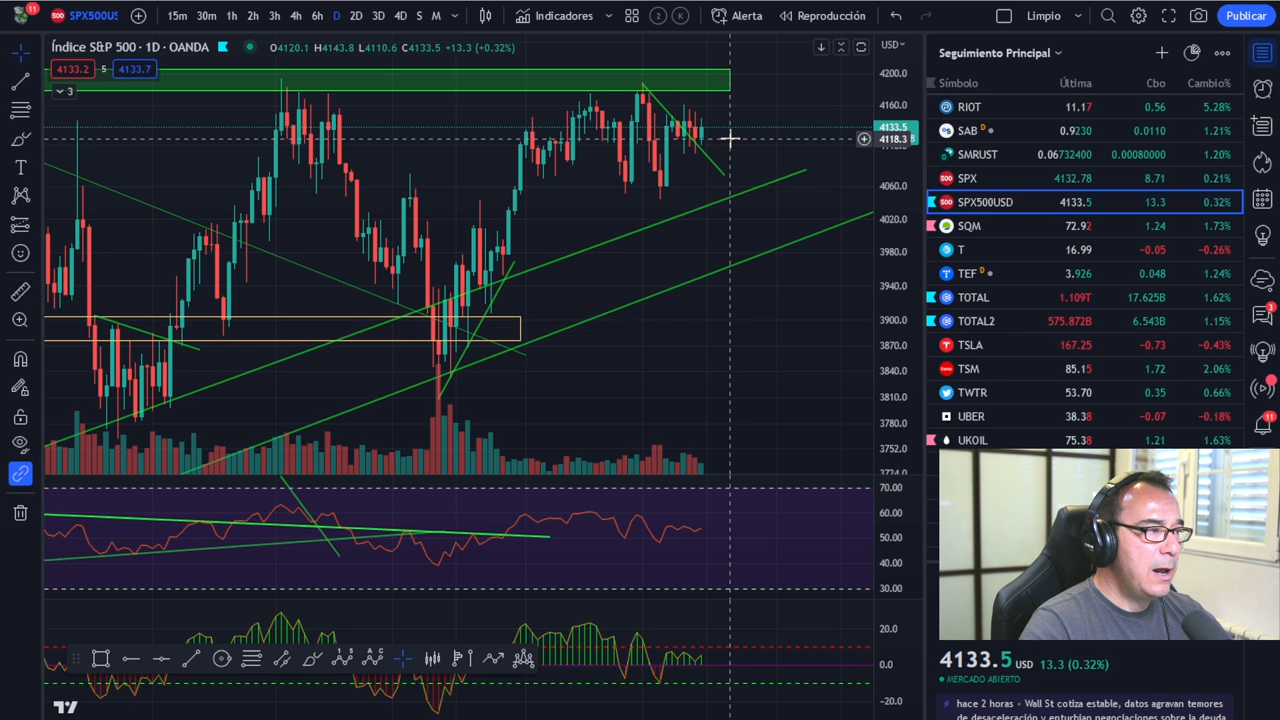 11
500 SPX500US
15m 30m 1h 2h 3h 4h 6h D 2D 3D 4D S M
Indicadores
2 K
Alerta
Reproducción
Limpio
Publicar
Índice S&P 500 · 1D · OANDA
O4120.1 H4143.8 L4110.6 C4133.5 +13.3 (+0.32%)
USD
4133.2 5 4133.7
3
4200.0
4160.0
4133.5
4118.3
4060.0
4020.0
3980.0
3940.0
3900.0
3870.0
3840.0
3810.0
3780.0
3752.0
3724.0
70.00
60.00
50.00
40.00
30.00
20.0
0.0
−20.0
Seguimiento Principal
Símbolo Última Cbo Cambio%
RIOT 11.17 0.56 5.28%
SAB D 0.9230 0.0110 1.21%
SMRUST 0.06732400 0.00080000 1.20%
500 SPX 4132.78 8.71 0.21%
500 SPX500USD 4133.5 13.3 0.32%
SQM 72.92 1.24 1.73%
T 16.99 −0.05 −0.26%
TEF D 3.926 0.048 1.24%
TOTAL 1.109T 17.625B 1.62%
TOTAL2 575.872B 6.543B 1.15%
TSLA 167.25 −0.73 −0.43%
TSM 85.15 1.72 2.06%
TWTR 53.70 0.35 0.66%
UBER 38.38 −0.07 −0.18%
UKOIL 75.38 1.21 1.63%
3
11
4133.5 USD 13.3 (0.32%)
MERCADO ABIERTO
hace 2 horas · Wall St cotiza estable, datos agravan temores
de desaceleración y enturbian negociaciones sobre la deuda